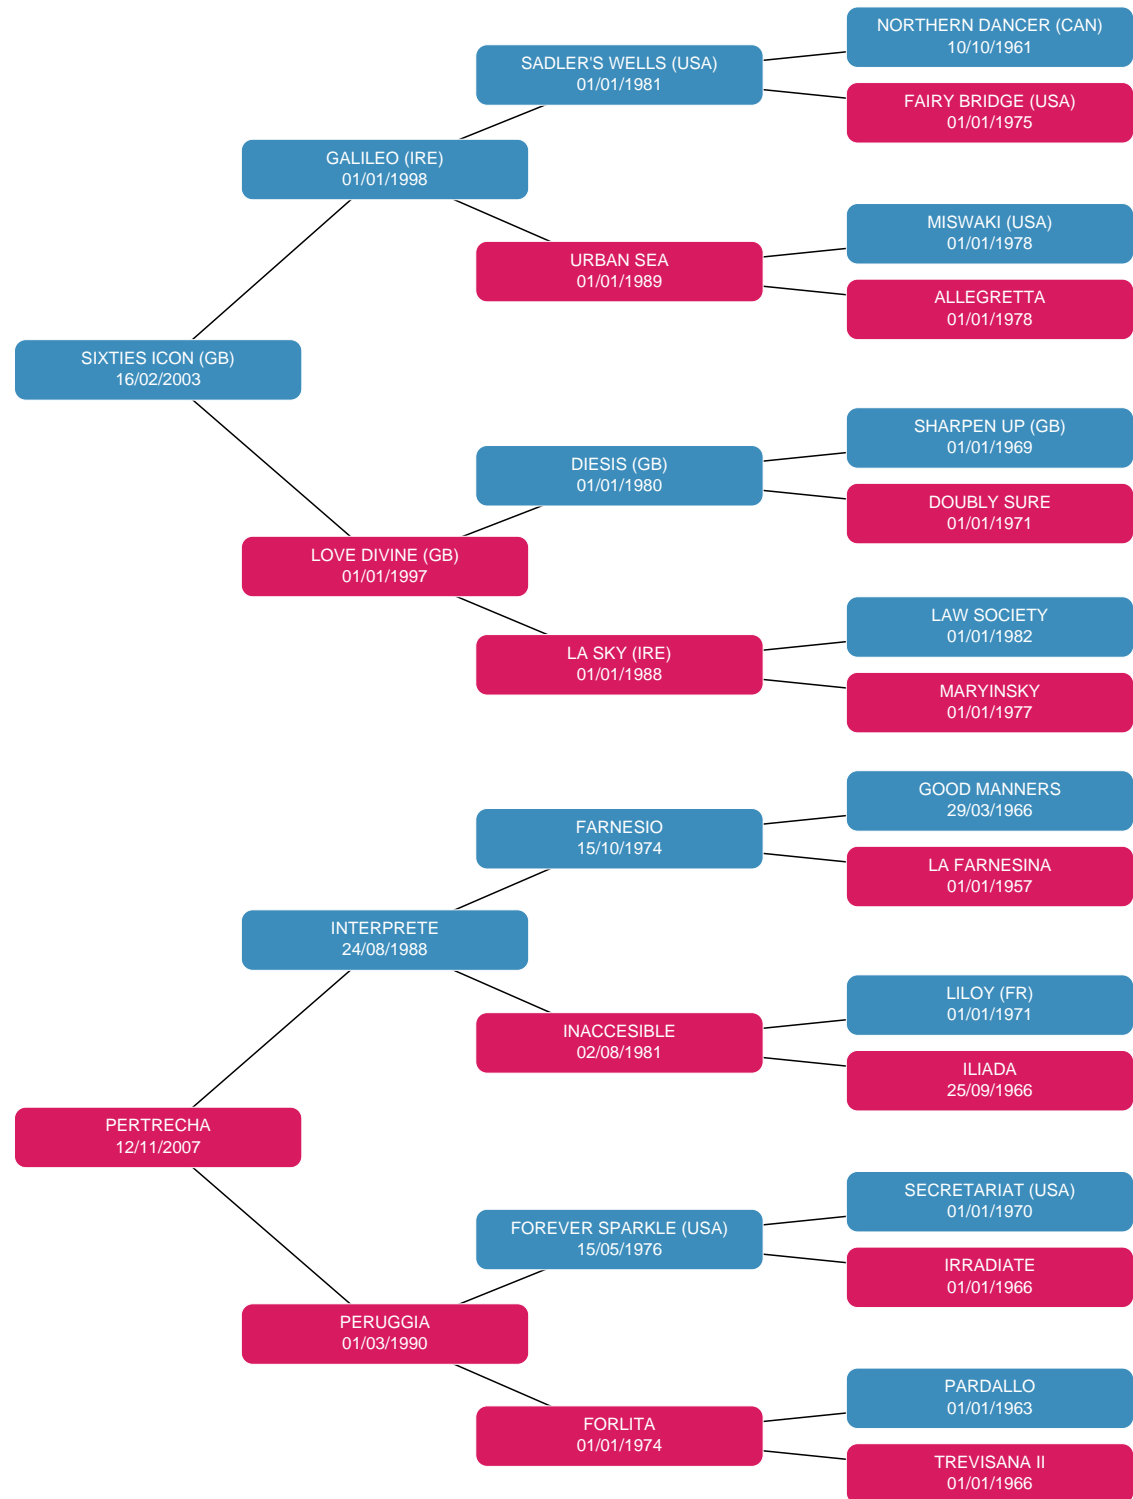 NORTHERN DANCER (CAN)
10/10/1961
SADLER'S WELLS (USA)
01/01/1981
FAIRY BRIDGE (USA)
01/01/1975
GALILEO (IRE)
01/01/1998
MISWAKI (USA)
01/01/1978
URBAN SEA
01/01/1989
ALLEGRETTA
01/01/1978
SIXTIES ICON (GB)
16/02/2003
SHARPEN UP (GB)
01/01/1969
DIESIS (GB)
01/01/1980
DOUBLY SURE
01/01/1971
LOVE DIVINE (GB)
01/01/1997
LAW SOCIETY
01/01/1982
LA SKY (IRE)
01/01/1988
MARYINSKY
01/01/1977
GOOD MANNERS
29/03/1966
FARNESIO
15/10/1974
LA FARNESINA
01/01/1957
INTERPRETE
24/08/1988
LILOY (FR)
01/01/1971
INACCESIBLE
02/08/1981
ILIADA
25/09/1966
PERTRECHA
12/11/2007
SECRETARIAT (USA)
01/01/1970
FOREVER SPARKLE (USA)
15/05/1976
IRRADIATE
01/01/1966
PERUGGIA
01/03/1990
PARDALLO
01/01/1963
FORLITA
01/01/1974
TREVISANA II
01/01/1966